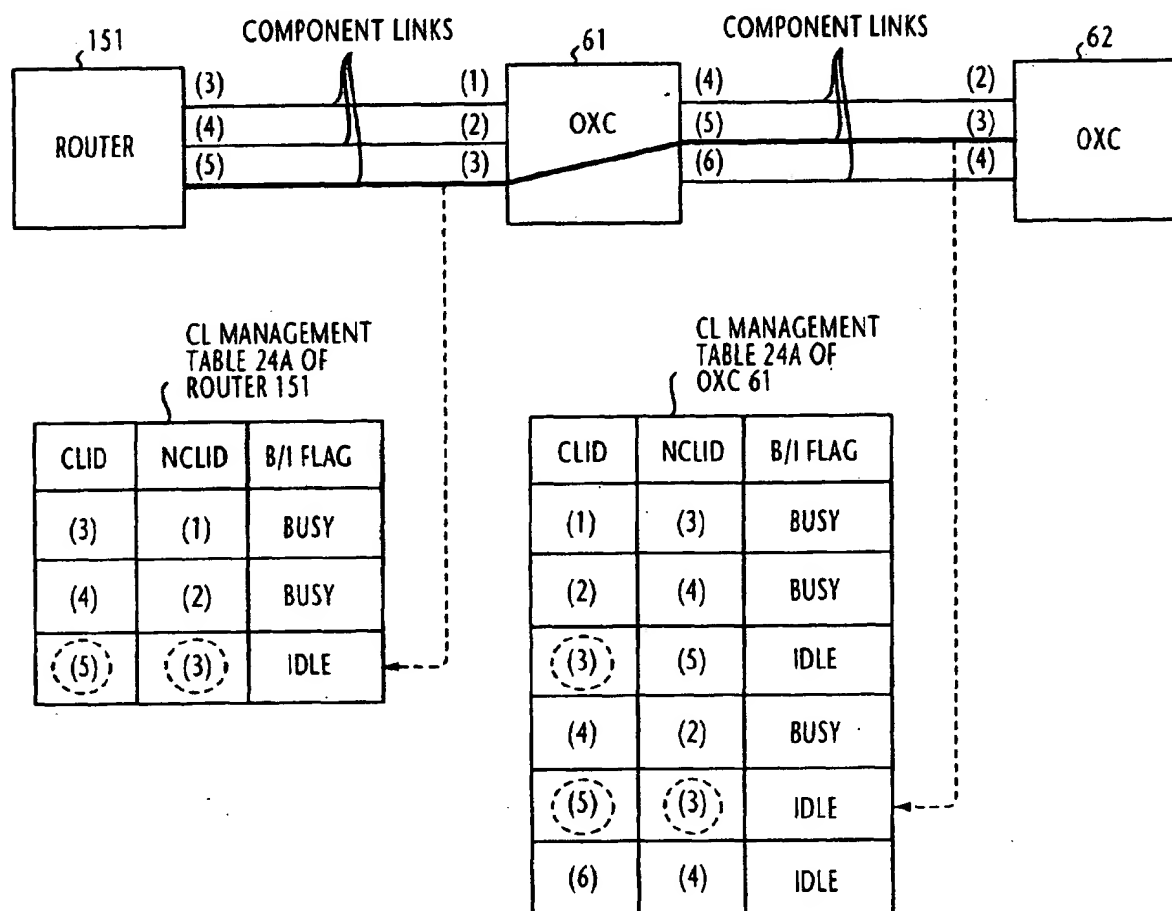 COMPONENT LINKS
COMPONENT LINKS
151
61
62
ROUTER
(3)
(4)
(5)
(1)
(2)
(3)
OXC
(4)
(5)
(6)
(2)
(3)
(4)
OXC
CL MANAGEMENT
TABLE 24A OF
ROUTER 151
CLID NCLID B/I FLAG
(3) (1) BUSY
(4) (2) BUSY
(5) (3) IDLE
CL MANAGEMENT
TABLE 24A OF
OXC 61
CLID NCLID B/I FLAG
(1) (3) BUSY
(2) (4) BUSY
(3) (5) IDLE
(4) (2) BUSY
(5) (3) IDLE
(6) (4) IDLE